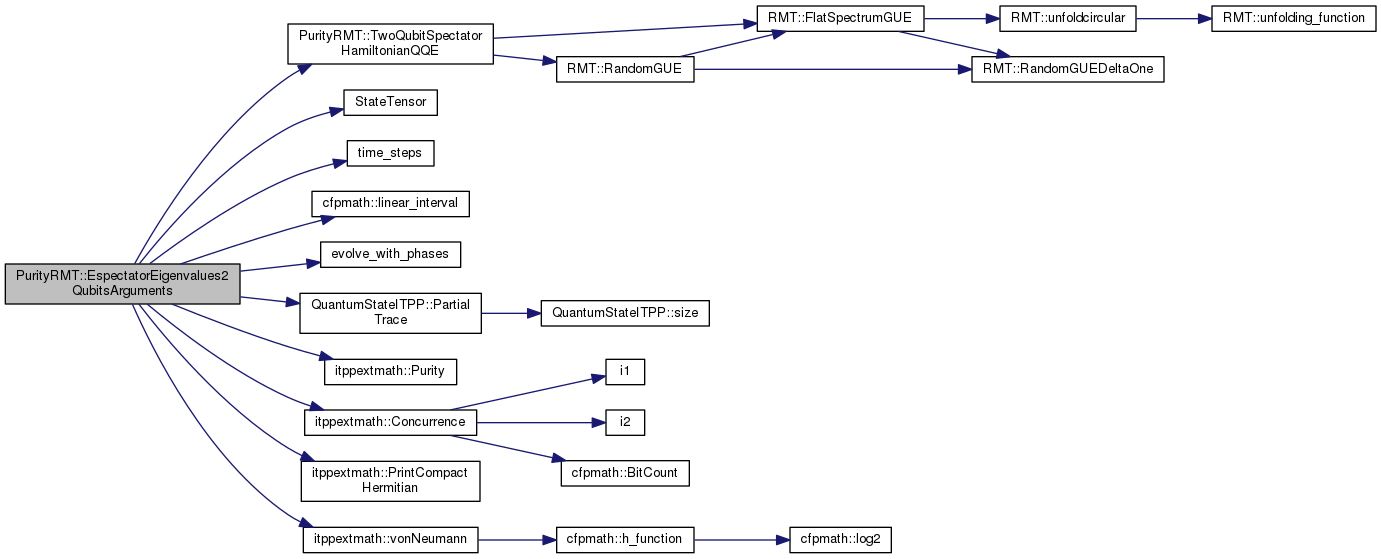 PurityRMT::EspectatorEigenvalues2
QubitsArguments
PurityRMT::TwoQubitSpectator
HamiltonianQQE
RMT::FlatSpectrumGUE
RMT::unfoldcircular
RMT::unfolding_function
RMT::RandomGUE
RMT::RandomGUEDeltaOne
StateTensor
time_steps
cfpmath::linear_interval
evolve_with_phases
QuantumStateITPP::Partial
Trace
QuantumStateITPP::size
itppextmath::Purity
itppextmath::Concurrence
i1
i2
cfpmath::BitCount
itppextmath::PrintCompact
Hermitian
itppextmath::vonNeumann
cfpmath::h_function
cfpmath::log2